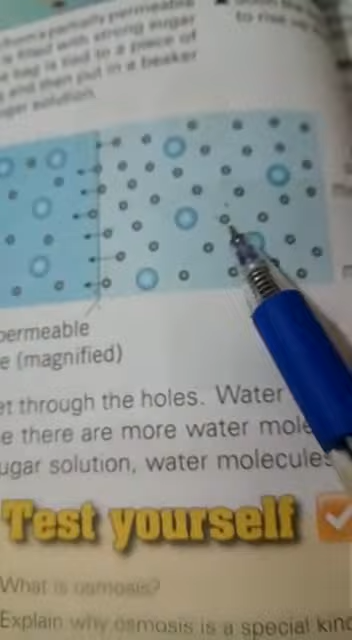 from a partially permeable
is filled with strong sugar
bag is tied to a piece of
and then put in a beaker
sugar solution.
to rise
permeable
e (magnified)
et through the holes. Water
e there are more water mole
ugar solution, water molecules
Test yourself
What is osmosis?
Explain why osmosis is a special kind